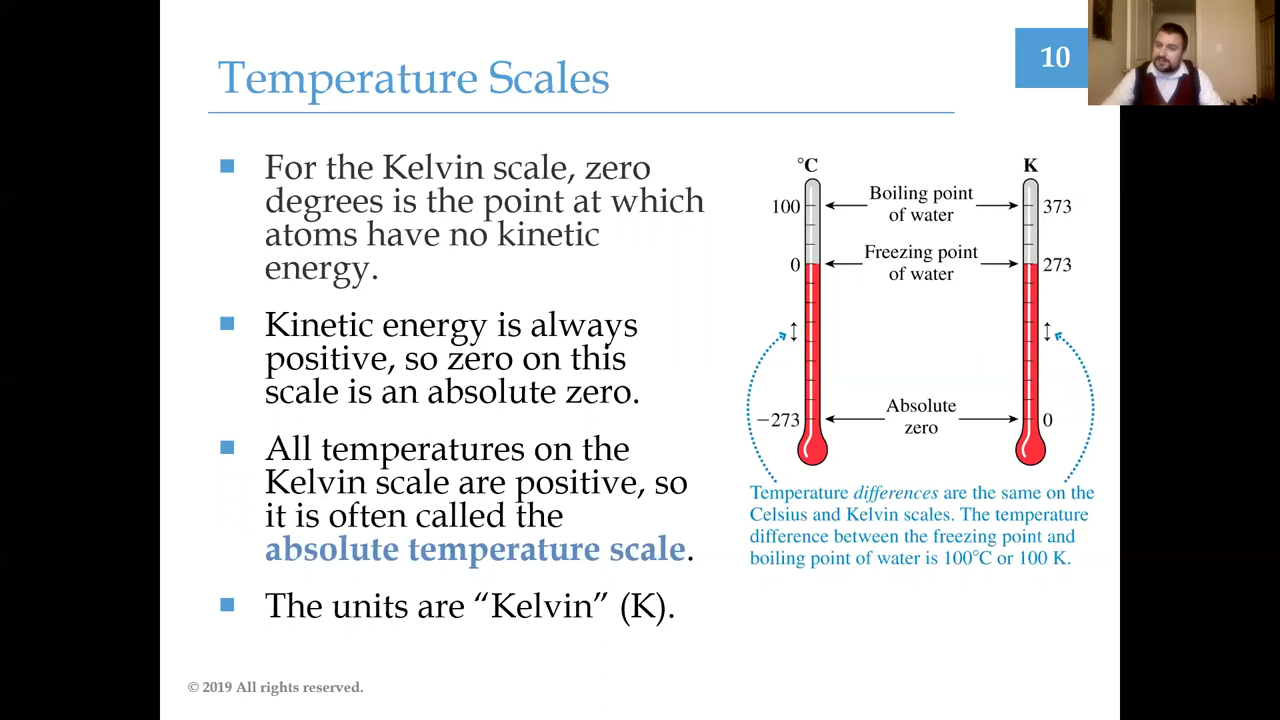 Temperature Scales
10
For the Kelvin scale, zero
degrees is the point at which
atoms have no kinetic
energy.
Kinetic energy is always
positive, so zero on this
scale is an absolute zero.
All temperatures on the
Kelvin scale are positive, so
it is often called the
absolute temperature scale.
The units are “Kelvin” (K).
°C
K
100
Boiling point
of water
373
0
Freezing point
of water
273
−273
Absolute
zero
0
Temperature differences are the same on the
Celsius and Kelvin scales. The temperature
difference between the freezing point and
boiling point of water is 100°C or 100 K.
© 2019 All rights reserved.